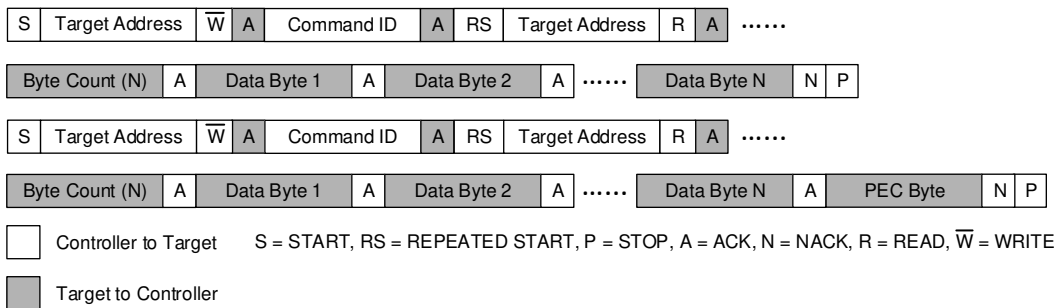 S Target Address W̅ A Command ID A RS Target Address R A ......
Byte Count (N) A Data Byte 1 A Data Byte 2 A ...... Data Byte N N P
S Target Address W̅ A Command ID A RS Target Address R A ......
Byte Count (N) A Data Byte 1 A Data Byte 2 A ...... Data Byte N A PEC Byte N P
Controller to Target S = START, RS = REPEATED START, P = STOP, A = ACK, N = NACK, R = READ, W̅ = WRITE
Target to Controller